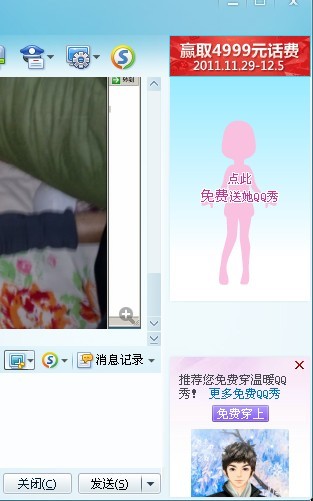 赢取4999元话费
2011.11.29-12.5
点此
免费送她QQ秀
消息记录
推荐您免费穿温暖QQ
秀! 更多免费QQ秀
免费穿上
关闭(C)
发送(S)